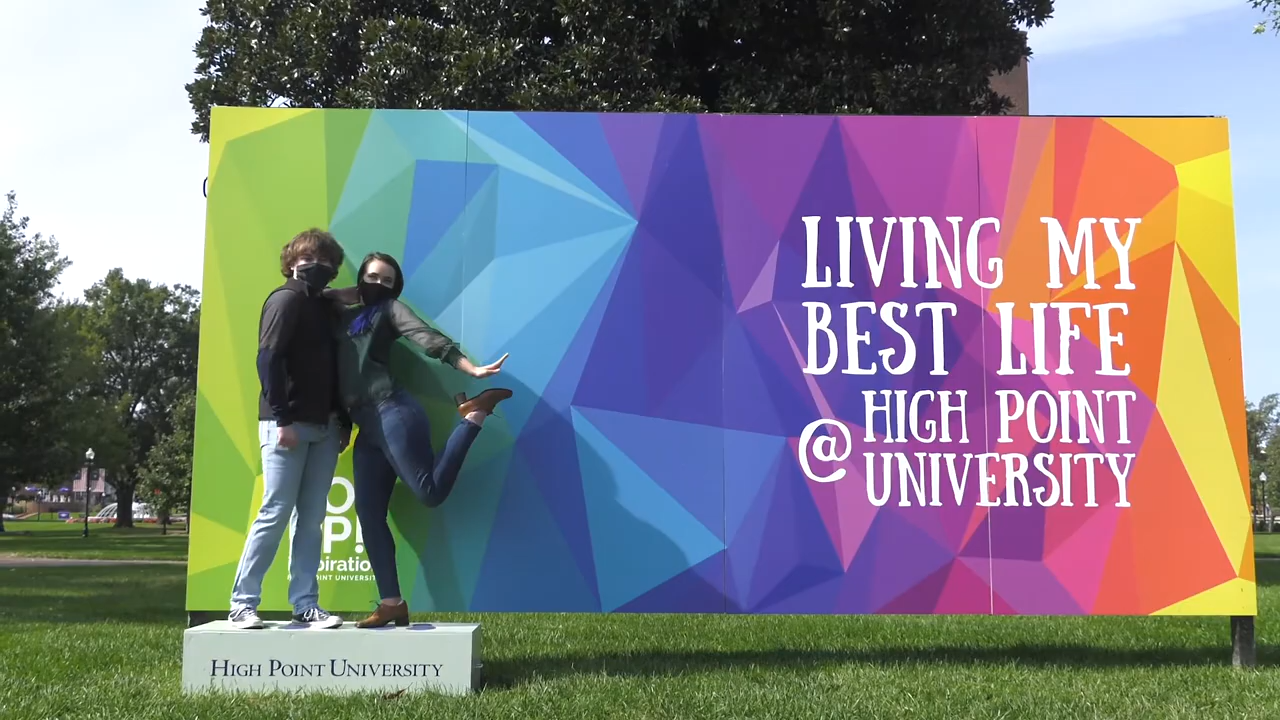 LIVING MY
BEST LIFE
@ HIGH POINT
UNIVERSITY
HIGH POINT UNIVERSITY